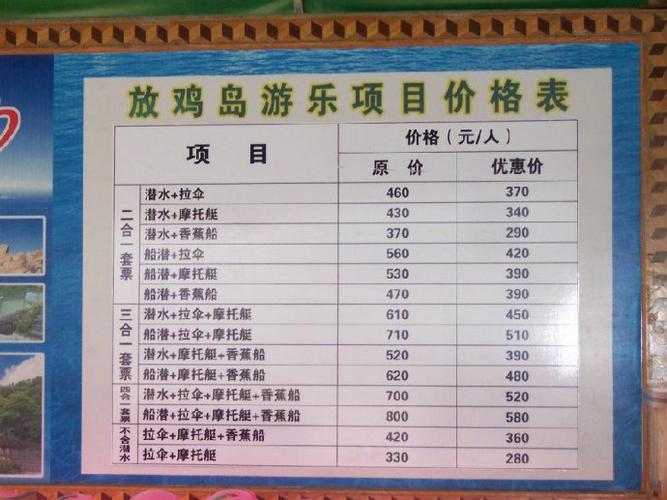 放鸡岛游乐项目价格表
项 目
价格（元/人）
原 价 优惠价
二合一套票
潜水+拉伞 460 370
潜水+摩托艇 430 340
潜水+香蕉船 370 290
船潜+拉伞 560 420
船潜+摩托艇 530 390
船潜+香蕉船 470 390
三合一套票
潜水+拉伞+摩托艇 610 450
船潜+拉伞+摩托艇 710 510
潜水+摩托艇+香蕉船 520 390
船潜+摩托艇+香蕉船 620 480
四合一套票
潜水+拉伞+摩托艇+香蕉船 700 520
船潜+拉伞+摩托艇+香蕉船 800 580
不含潜水
拉伞+摩托艇+香蕉船 420 360
拉伞+摩托艇 330 280